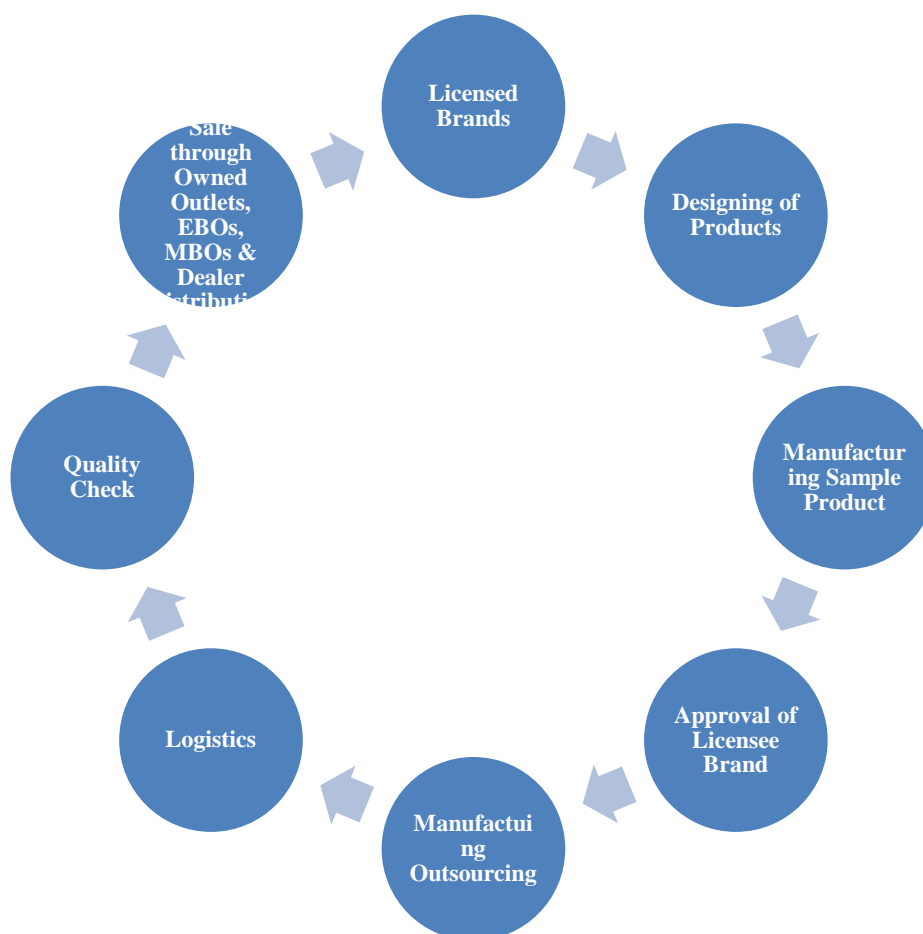 Licensed
Brands
Designing of
Products
Manufactur
ing Sample
Product
Approval of
Licensee
Brand
Manufactui
ng
Outsourcing
Logistics
Quality
Check
Sale
through
Owned
Outlets,
EBOs,
MBOs &
Dealer